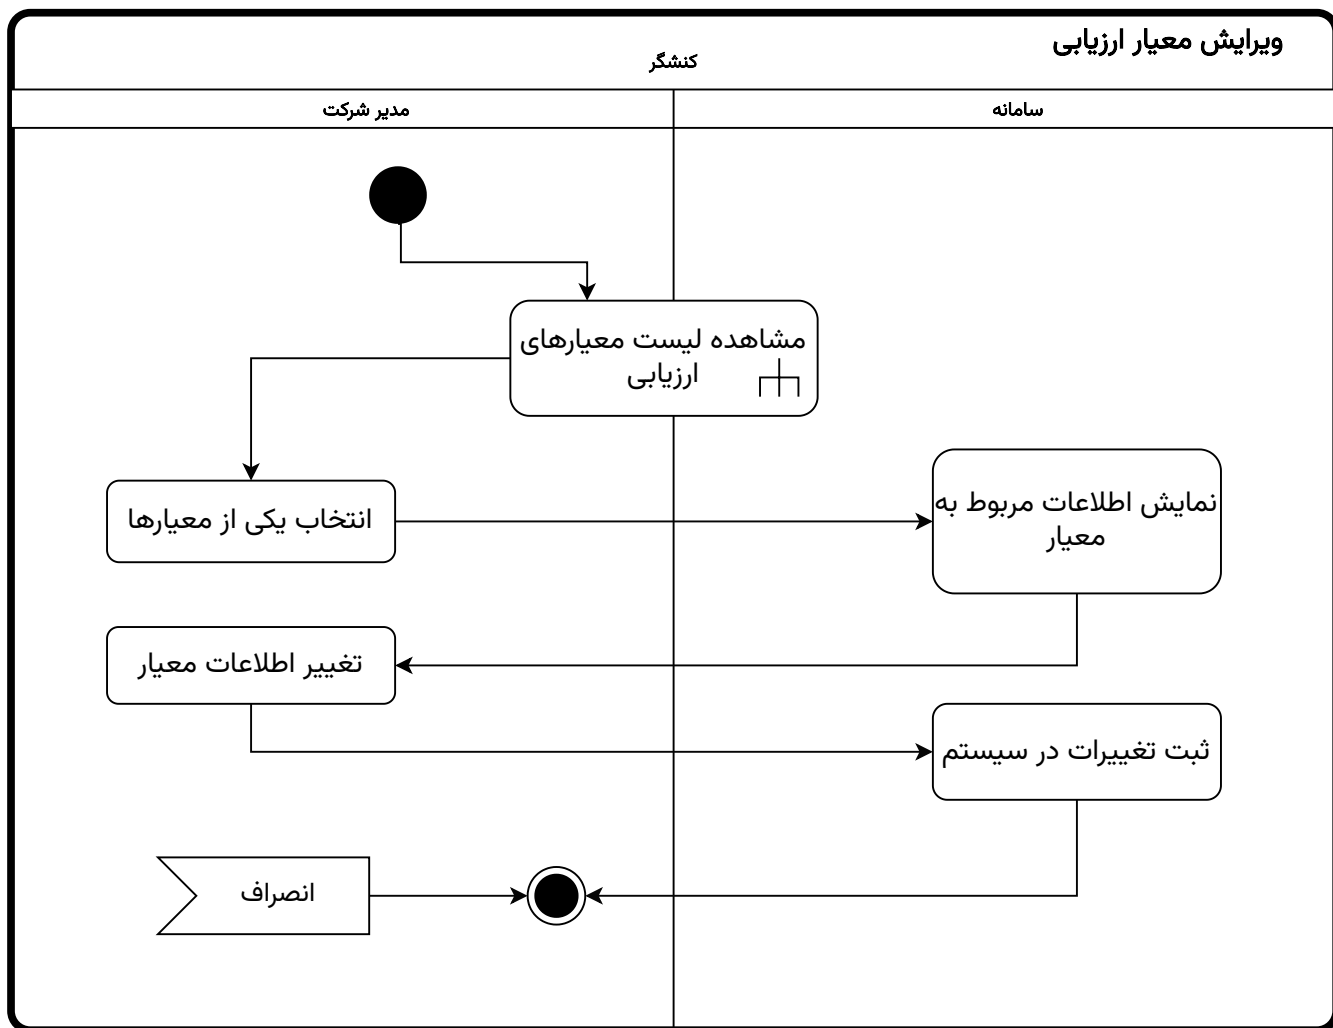 ویرایش معیار ارزیابی
کنشگر
سامانه
مدیر شرکت
مشاهده لیست معیارهای
ارزیابی
انتخاب یکی از معیارها
نمایش اطلاعات مربوط به
معیار
تغییر اطلاعات معیار
ثبت تغییرات در سیستم
انصراف